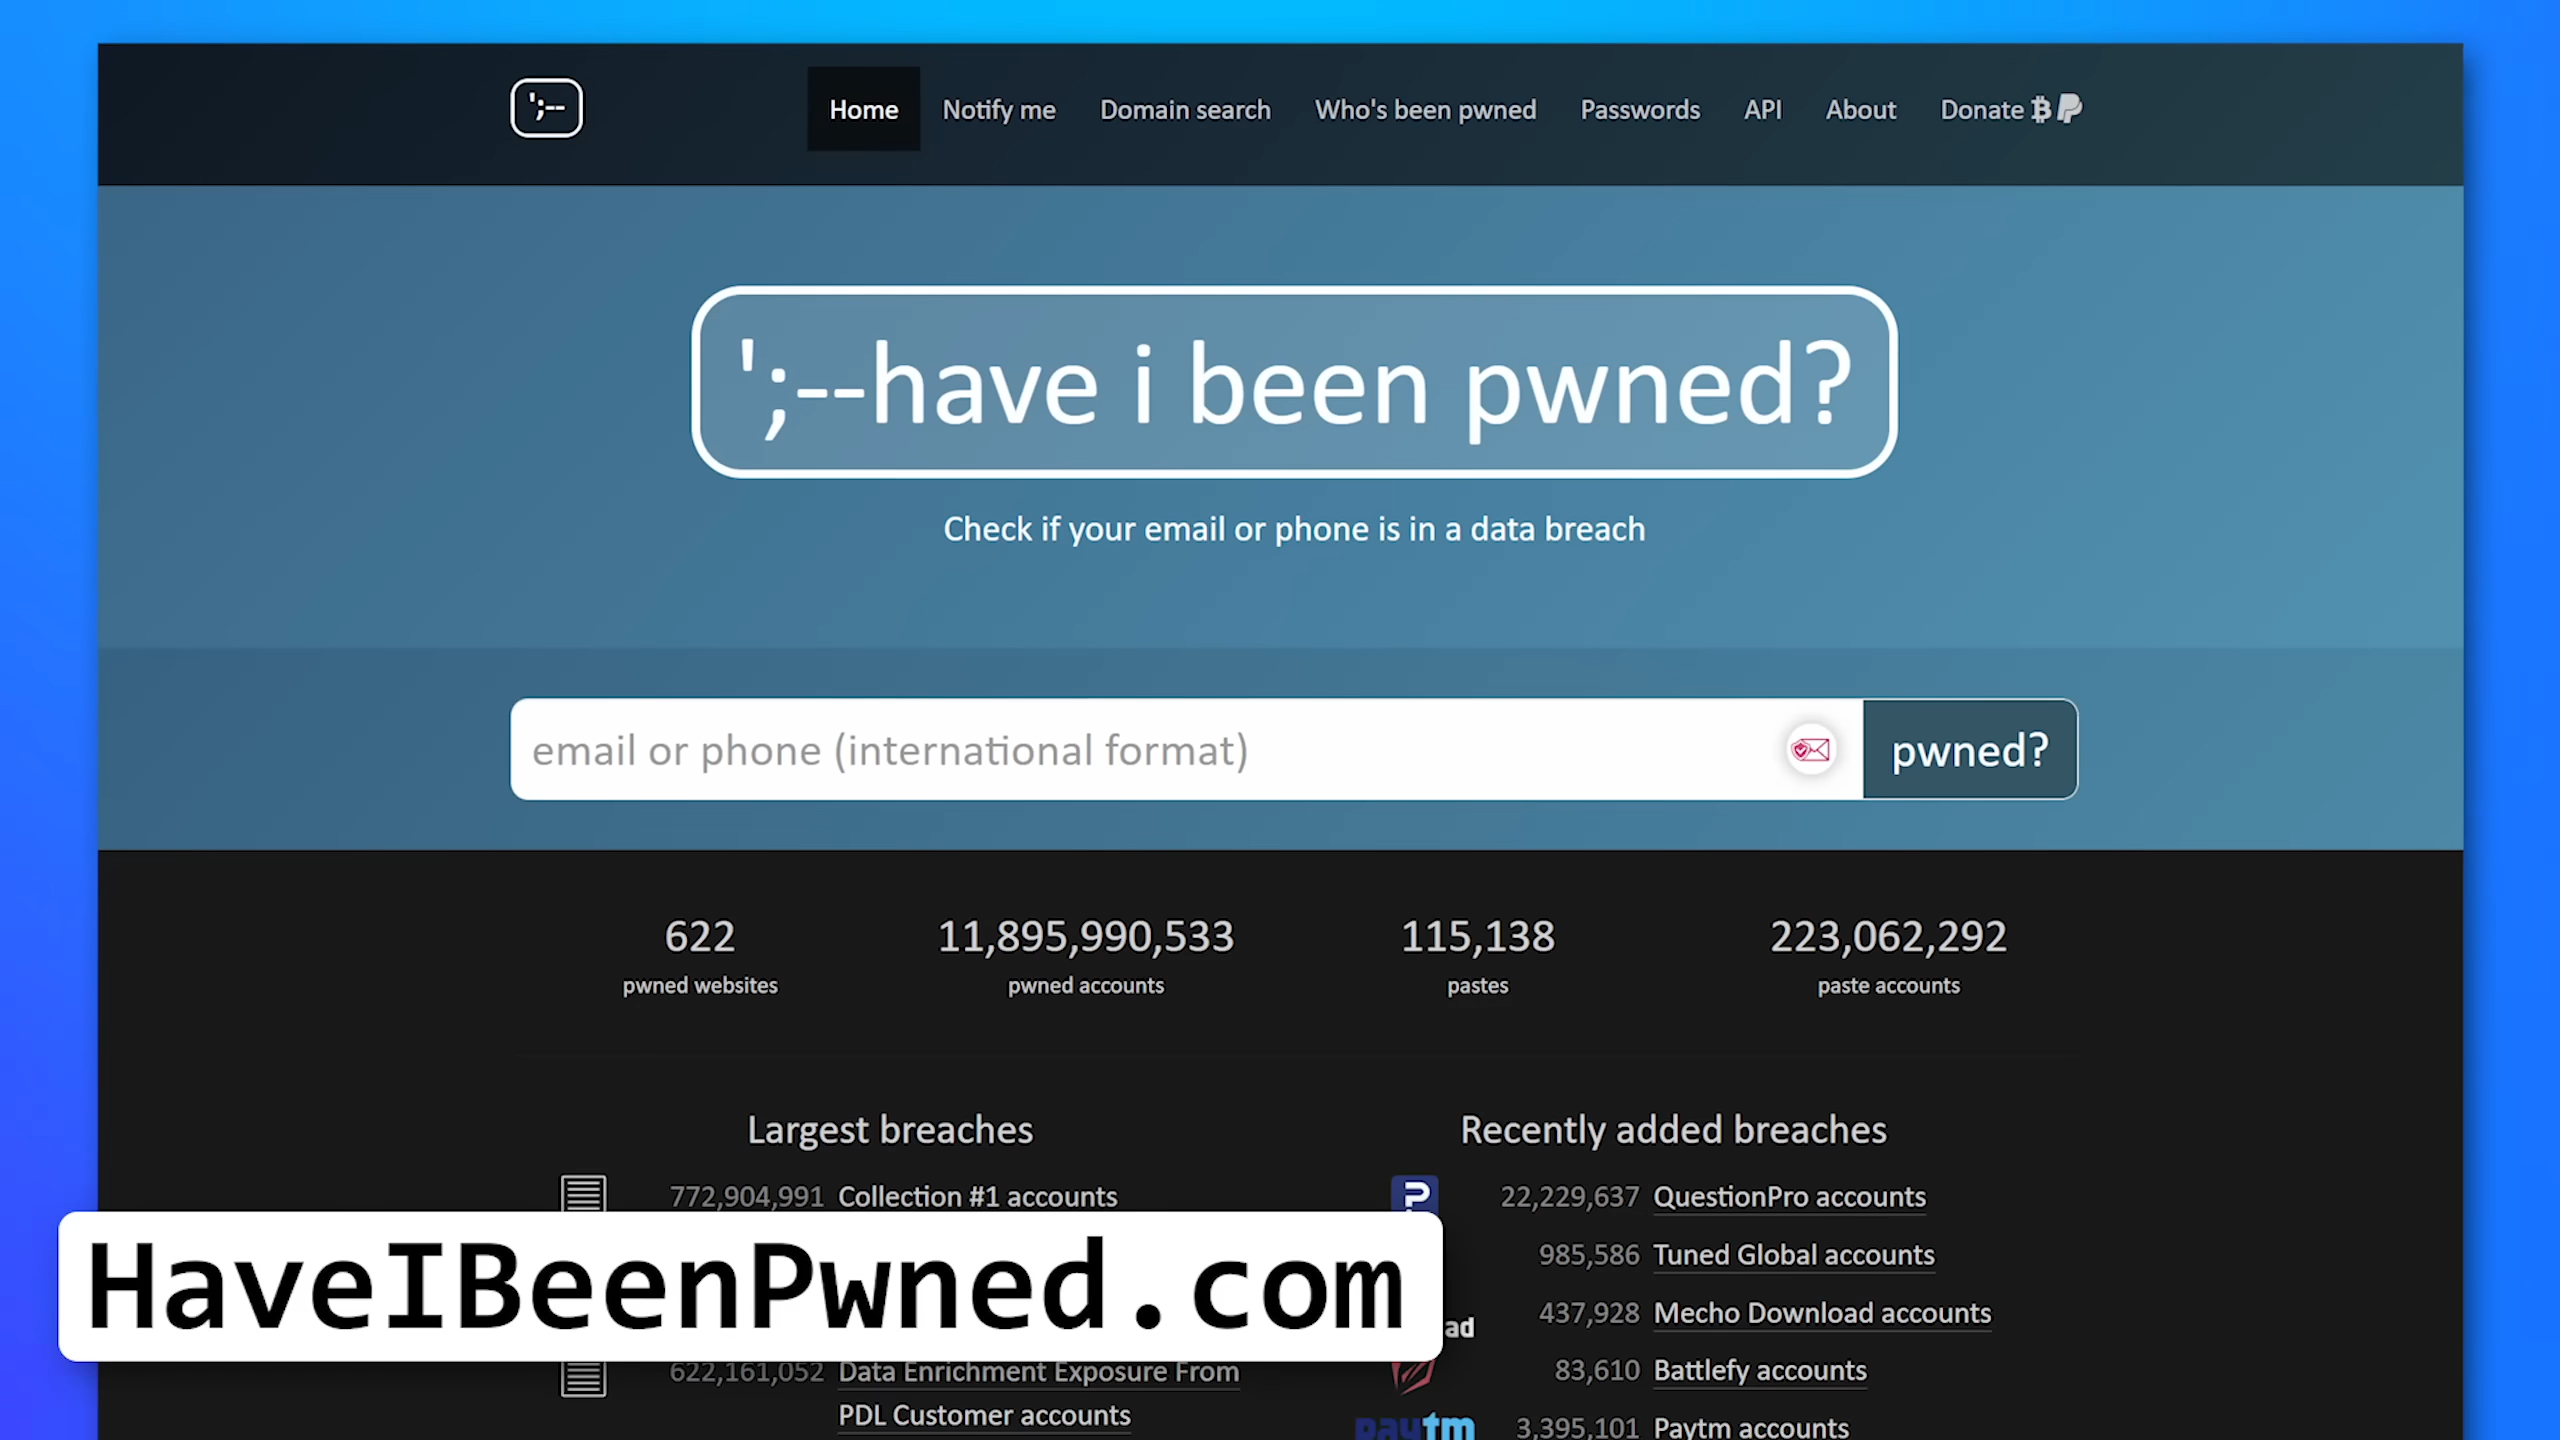 ';--
Home Notify me Domain search Who's been pwned Passwords API About Donate
';--have i been pwned?
Check if your email or phone is in a data breach
email or phone (international format)
pwned?
622 11,895,990,533 115,138 223,062,292
pwned websites pwned accounts pastes paste accounts
Largest breaches
772,904,991 Collection #1 accounts
622,161,052 Data Enrichment Exposure From
PDL Customer accounts
Recently added breaches
22,229,637 QuestionPro accounts
985,586 Tuned Global accounts
ad
437,928 Mecho Download accounts
83,610 Battlefy accounts
paytm
3,395,101 Paytm accounts
HaveIBeenPwned.com